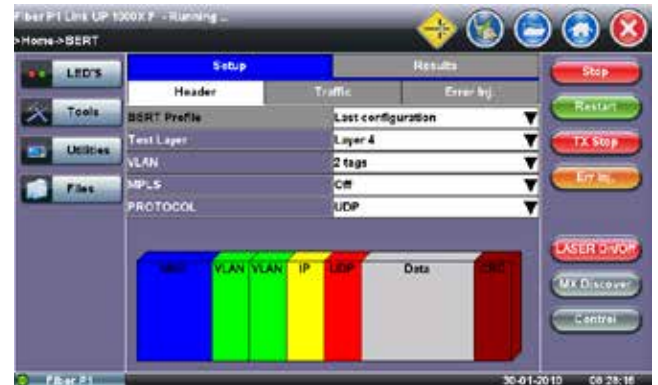 Fiber P1 Link UP 1000X F - Running ...
>Home->BERT
LED'S
Tools
Utilities
Files
Setup
Results
Header
Traffic
Error Inj.
BERT Profile
Last configuration
Test Layer
Layer 4
VLAN
2 tags
MPLS
Off
PROTOCOL
UDP
MAC
VLAN
VLAN
IP
UDP
Data
CRC
Stop
Restart
TX Stop
Err Inj.
LASER On/Off
MX Discover
Control
Fiber P1
30-01-2010 08:28:16